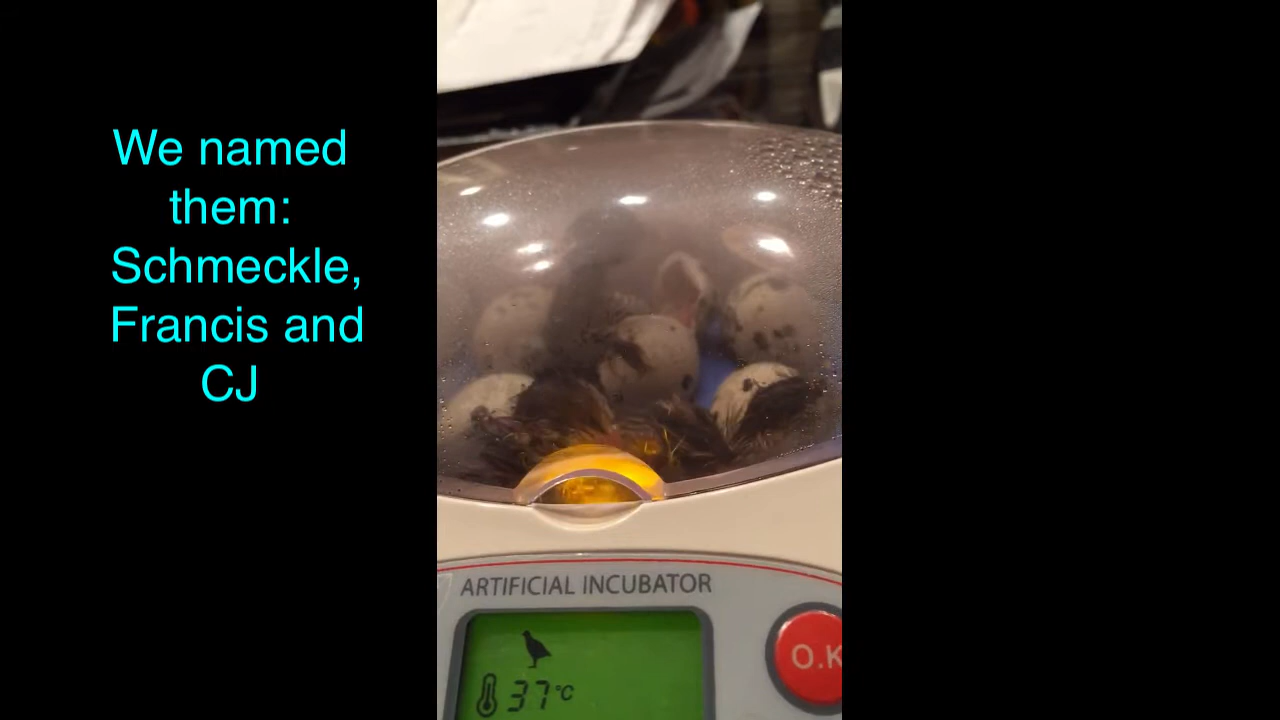 We named
them:
Schmeckle,
Francis and
CJ
ARTIFICIAL INCUBATOR
37°C
O.K